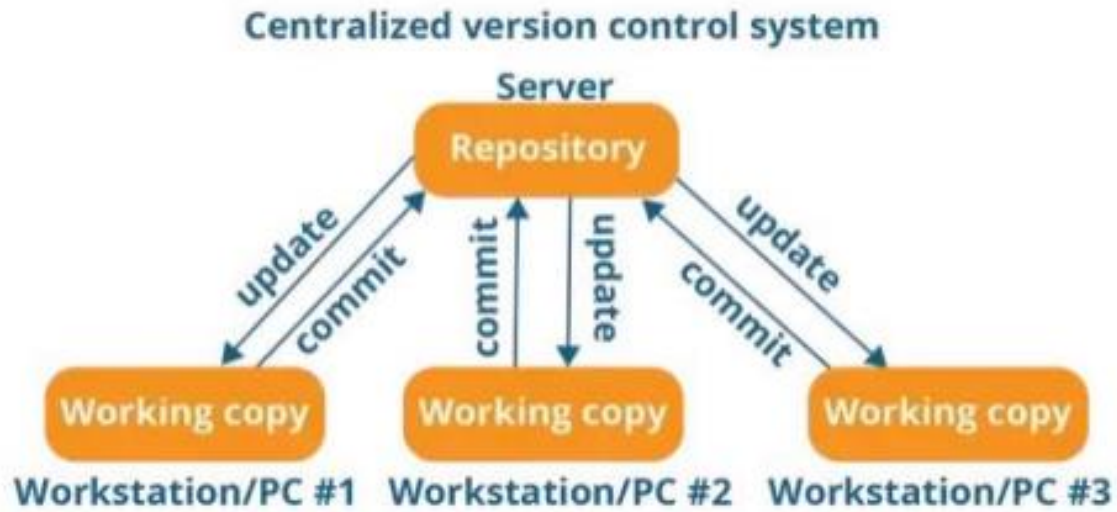 Centralized version control system
Server
Repository
update
commit
commit
update
update
commit
Working copy
Working copy
Working copy
Workstation/PC #1
Workstation/PC #2
Workstation/PC #3